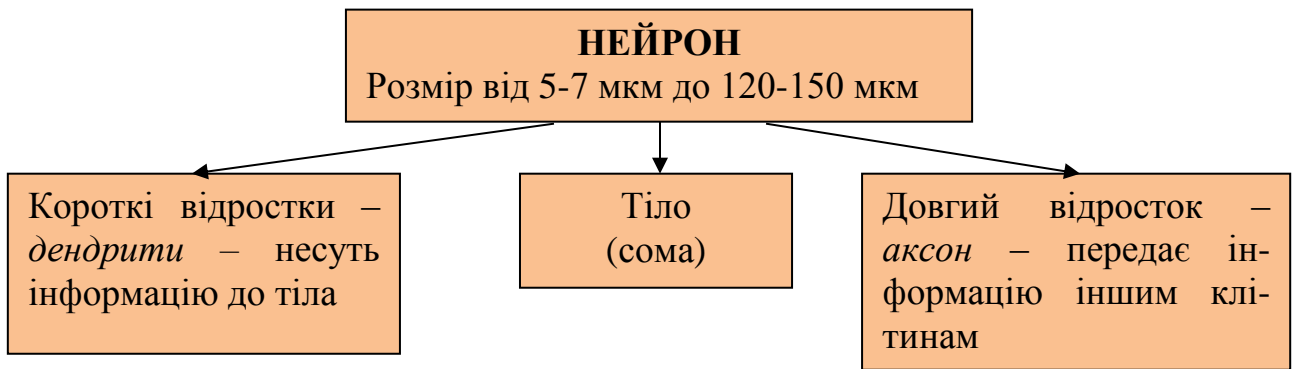 НЕЙРОН
Розмір від 5-7 мкм до 120-150 мкм
Короткі відростки –
дендрити – несуть
інформацію до тіла
Тіло
(сома)
Довгий відросток –
аксон – передає ін-
формацію іншим клі-
тинам